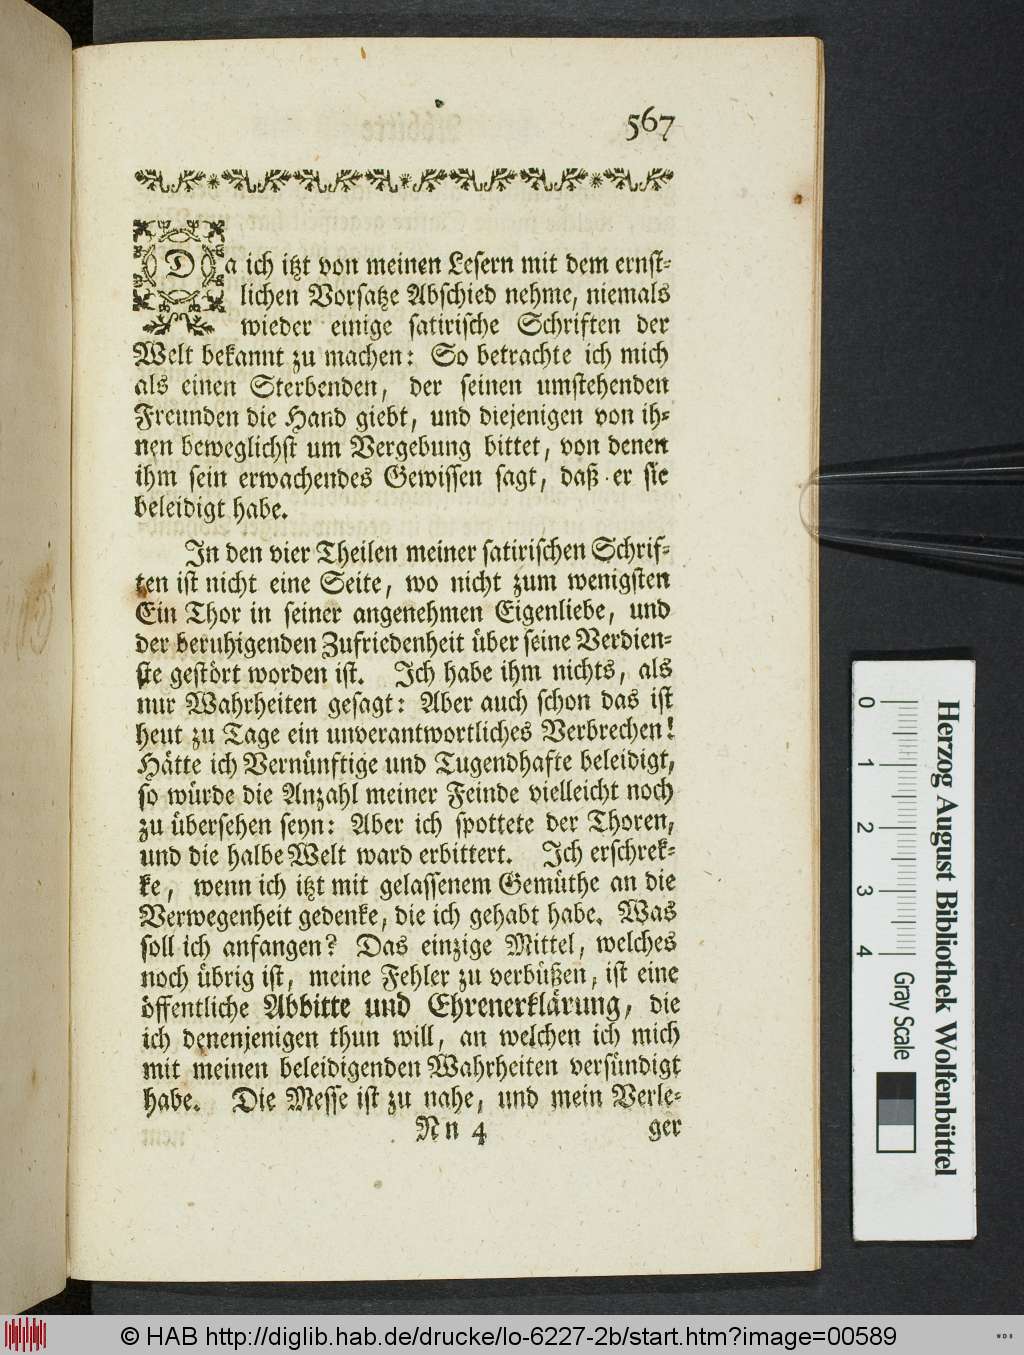 567
Da ich itzt von meinen Lesern mit dem ernst=
lichen Vorsatze Abschied nehme, niemals
wieder einige satirische Schriften der
Welt bekannt zu machen: So betrachte ich mich
als einen Sterbenden, der seinen umstehenden
Freunden die Hand giebt, und diejenigen von ih=
nen beweglichst um Vergebung bittet, von denen
ihm sein erwachendes Gewissen sagt, daß er sie
beleidigt habe.
In den vier Theilen meiner satirischen Schrif=
ten ist nicht eine Seite, wo nicht zum wenigsten
Ein Thor in seiner angenehmen Eigenliebe, und
der beruhigenden Zufriedenheit über seine Verdien=
ste gestört worden ist. Ich habe ihm nichts, als
nur Wahrheiten gesagt: Aber auch schon das ist
heut zu Tage ein unverantwortliches Verbrechen!
Hätte ich Vernünftige und Tugendhafte beleidigt,
so würde die Anzahl meiner Feinde vielleicht noch
zu übersehen seyn: Aber ich spottete der Thoren,
und die halbe Welt ward erbittert. Ich erschrek=
ke, wenn ich itzt mit gelassenem Gemüthe an die
Verwegenheit gedenke, die ich gehabt habe. Was
soll ich anfangen? Das einzige Mittel, welches
noch übrig ist, meine Fehler zu verbüßen, ist eine
öffentliche Abbitte und Ehrenerklärung, die
ich denenjenigen thun will, an welchen ich mich
mit meinen beleidigenden Wahrheiten versündigt
habe. Die Messe ist zu nahe, und mein Verle=
Nn 4 ger
0 1 2 3 4 Gray Scale
Herzog August Bibliothek Wolfenbüttel
© HAB http://diglib.hab.de/drucke/lo-6227-2b/start.htm?image=00589